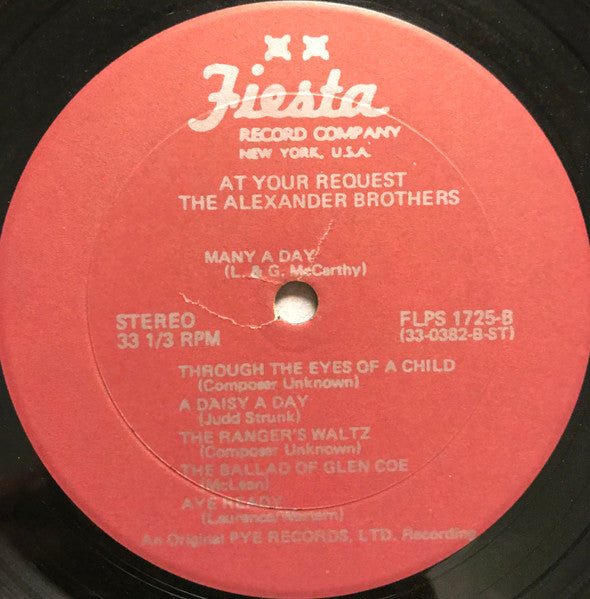 Fiesta
RECORD COMPANY
NEW YORK, U.S.A.
AT YOUR REQUEST
THE ALEXANDER BROTHERS
MANY A DAY
(L. & G. McCarthy)
STEREO
33 1/3 RPM
FLPS 1725-B
(33-0382-B-ST)
THROUGH THE EYES OF A CHILD
(Composer Unknown)
A DAISY A DAY
(Judd Strunk)
THE RANGER'S WALTZ
(Composer Unknown)
THE BALLAD OF GLEN COE
(McLean)
AYE READY
(Laurence/Western)
An Original PYE RECORDS, LTD. Recording